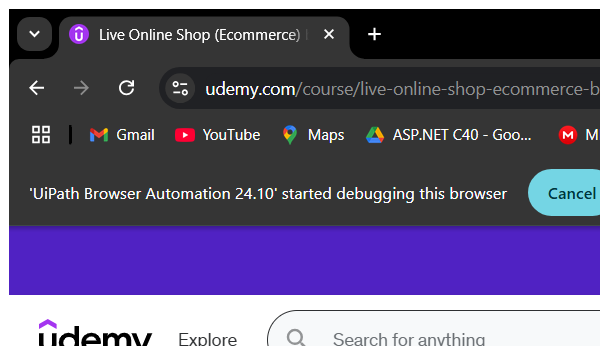 Live Online Shop (Ecommerce)
udemy.com/course/live-online-shop-ecommerce-b
Gmail YouTube Maps ASP.NET C40 - Goo... M
'UiPath Browser Automation 24.10' started debugging this browser Cancel
udemy Explore Search for anything